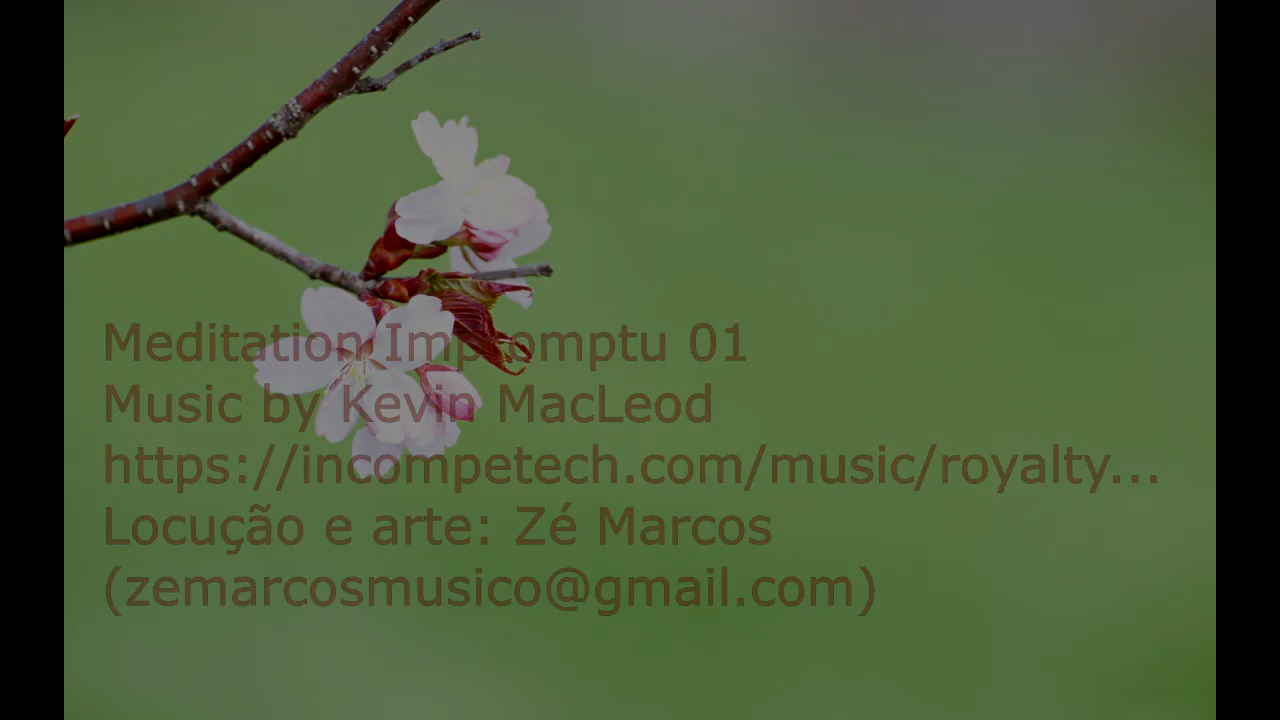 Meditation Impromptu 01
Music by Kevin MacLeod
https://incompetech.com/music/royalty...
Locução e arte: Zé Marcos
(zemarcosmusico@gmail.com)